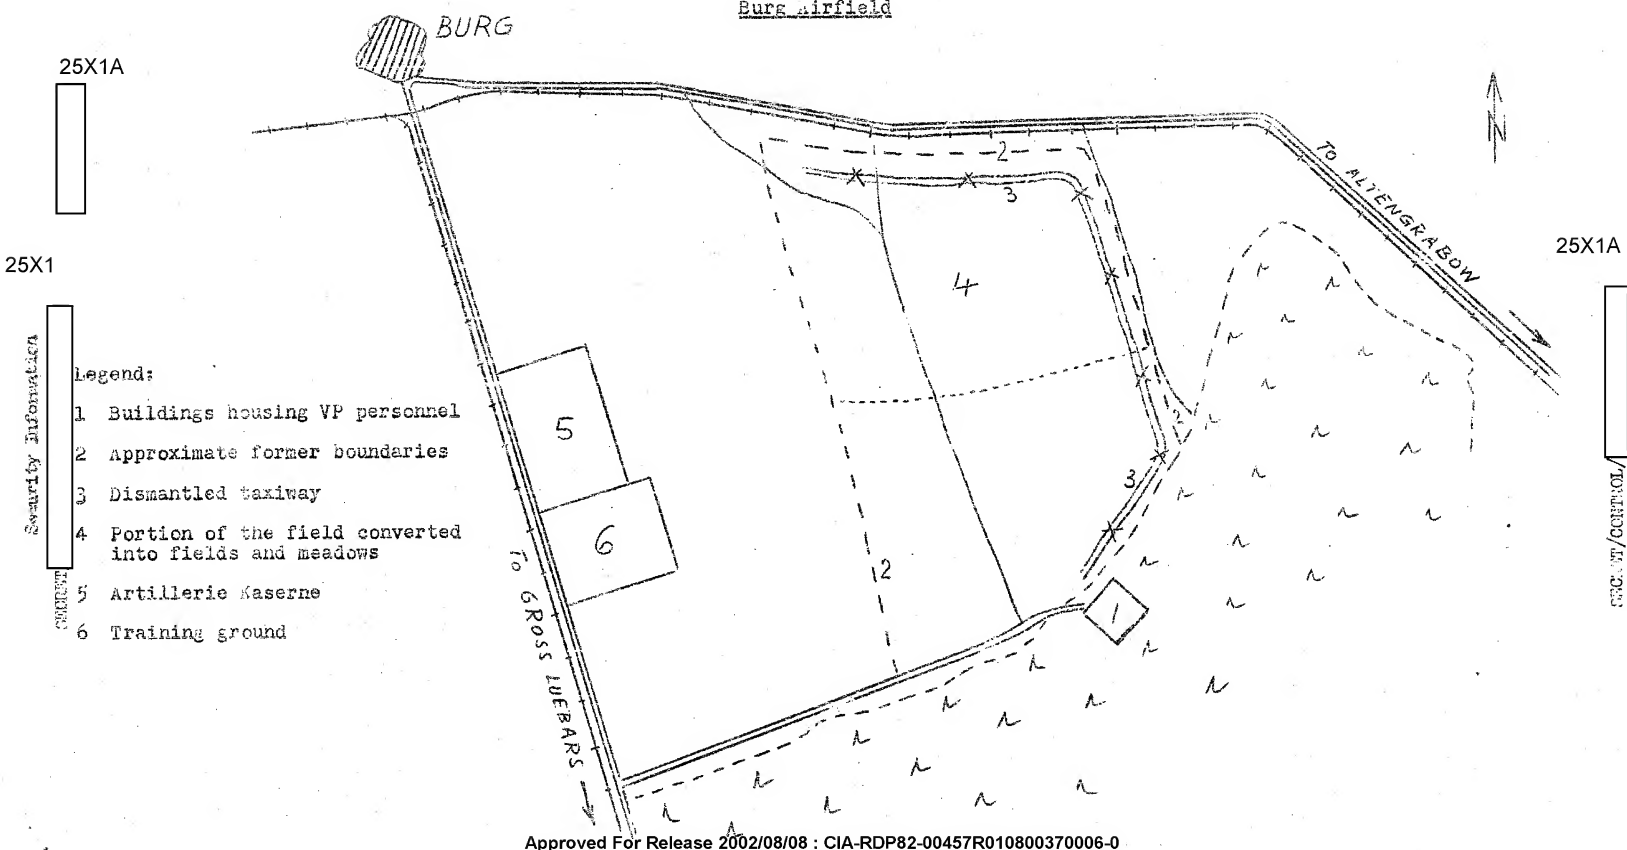 Burg Airfield
BURG
25X1A
25X1
25X1A
N
To ALTENGRABOW
2
3
4
Legend:
1 Buildings housing VP personnel
2 Approximate former boundaries
3 Dismantled taxiway
4 Portion of the field converted
into fields and meadows
5 Artillerie Kaserne
6 Training ground
Security Information
SECRET
5
6
2
3
2
1
To GROSS LUEBARS
SECRET/CONTROL/
Approved For Release 2002/08/08 : CIA-RDP82-00457R010800370006-0